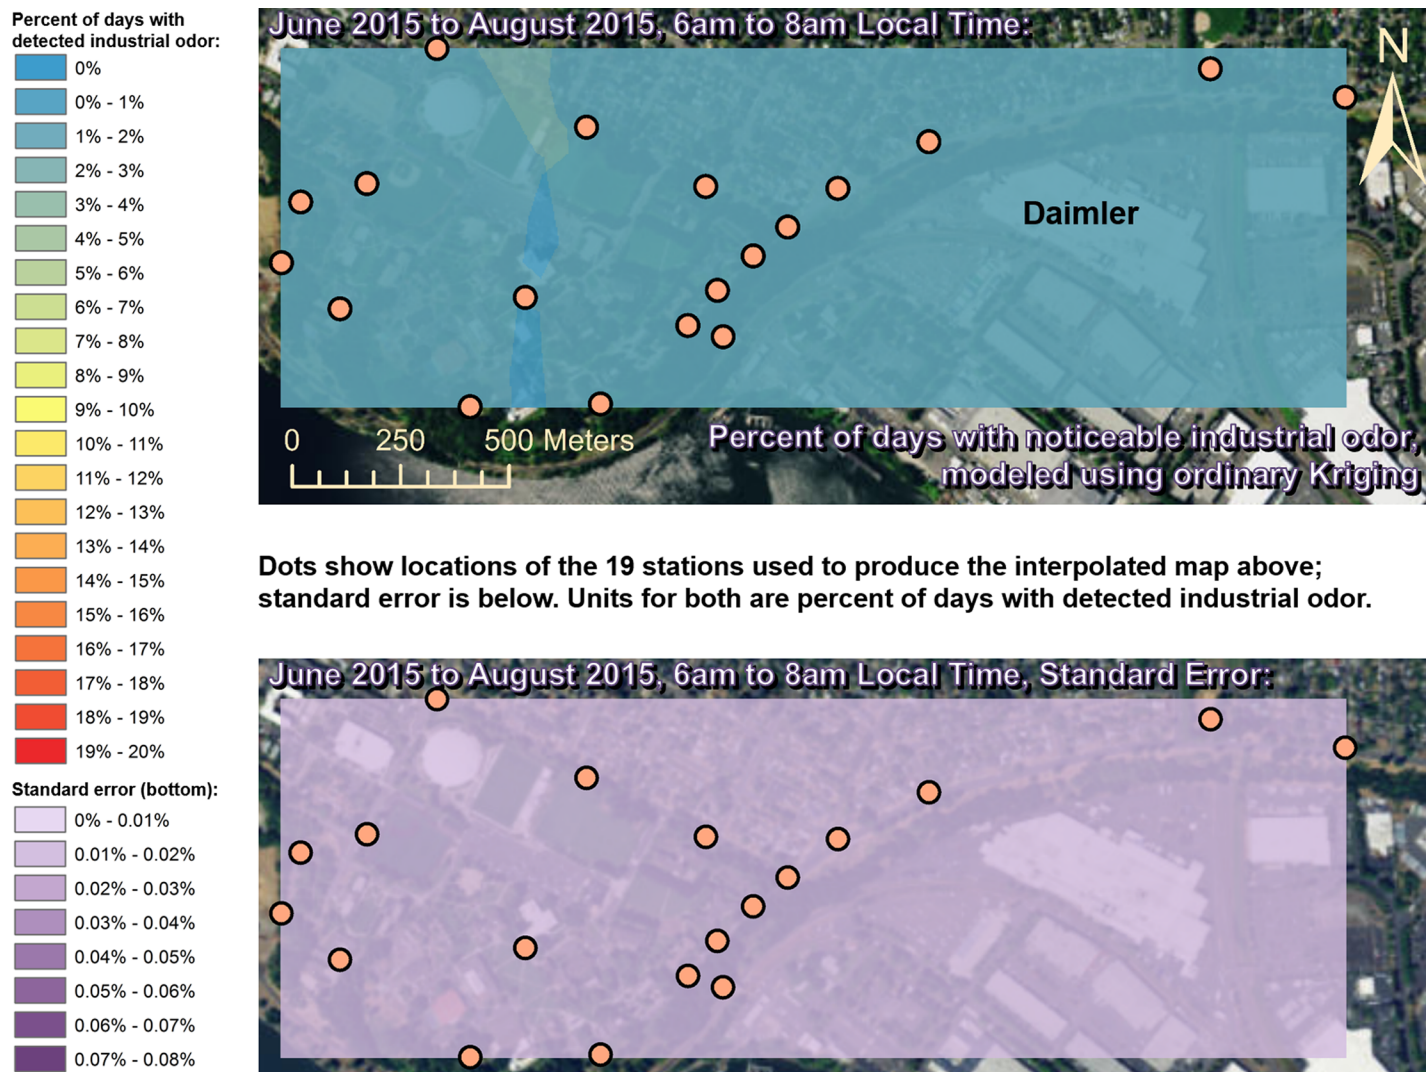 Percent of days with
detected industrial odor:
0%
0% - 1%
1% - 2%
2% - 3%
3% - 4%
4% - 5%
5% - 6%
6% - 7%
7% - 8%
8% - 9%
9% - 10%
10% - 11%
11% - 12%
12% - 13%
13% - 14%
14% - 15%
15% - 16%
16% - 17%
17% - 18%
18% - 19%
19% - 20%
Standard error (bottom):
0% - 0.01%
0.01% - 0.02%
0.02% - 0.03%
0.03% - 0.04%
0.04% - 0.05%
0.05% - 0.06%
0.06% - 0.07%
0.07% - 0.08%
June 2015 to August 2015, 6am to 8am Local Time:
N
Daimler
0 250 500 Meters
Percent of days with noticeable industrial odor,
modeled using ordinary Kriging
Dots show locations of the 19 stations used to produce the interpolated map above;
standard error is below. Units for both are percent of days with detected industrial odor.
June 2015 to August 2015, 6am to 8am Local Time, Standard Error: